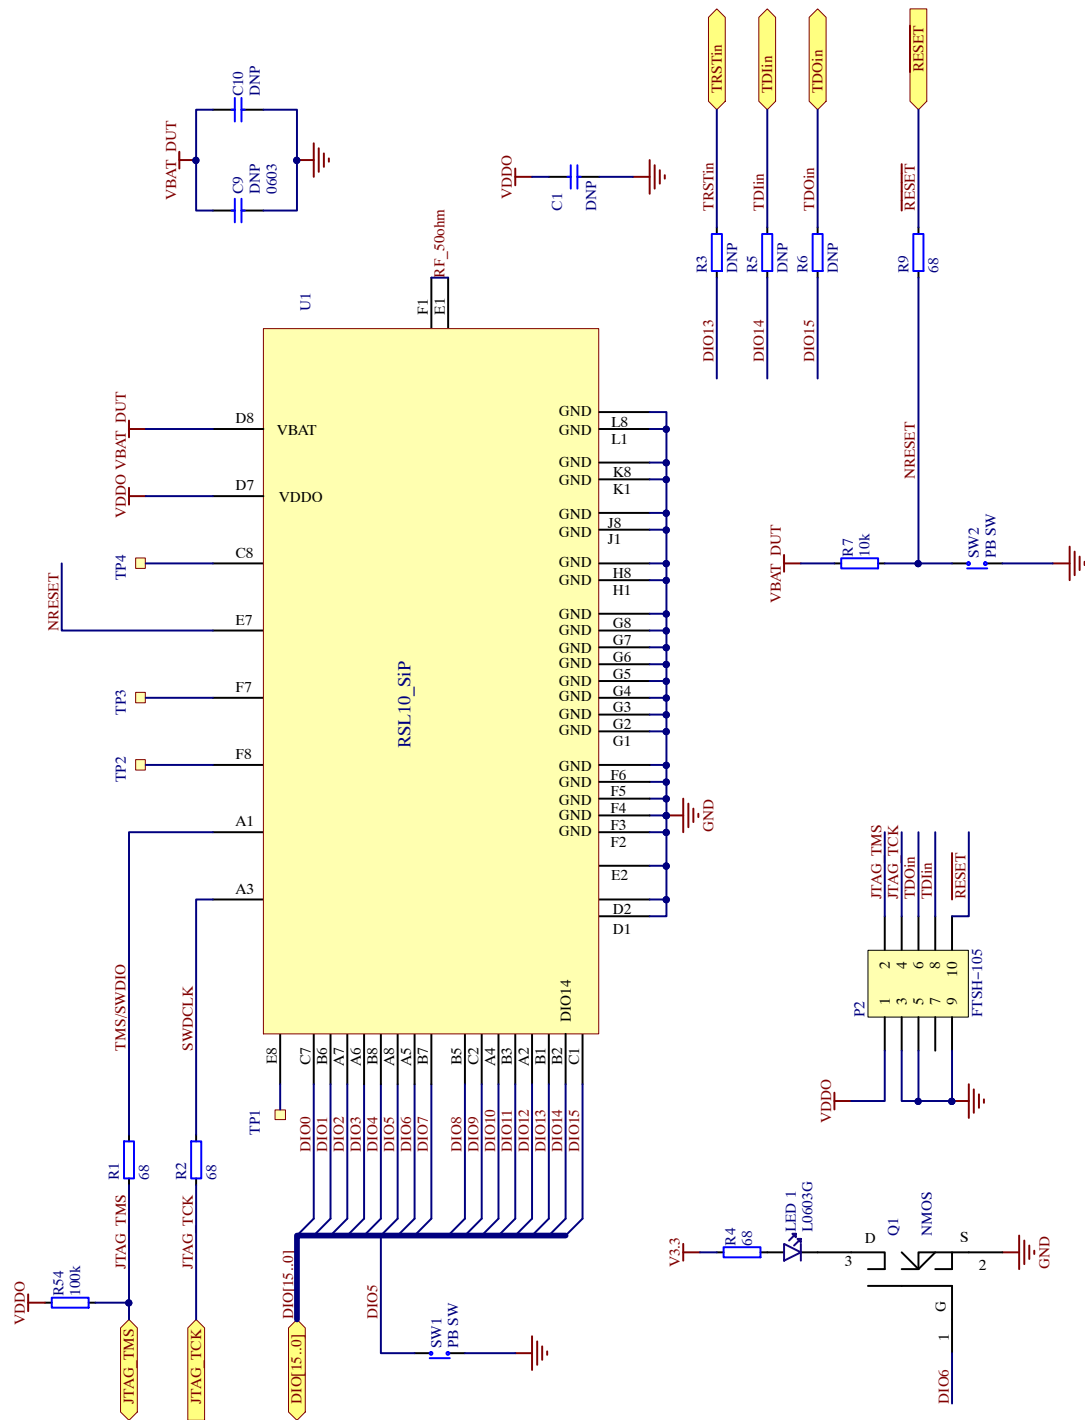 VBAT_DUT
C10
DNP
C9
DNP
0603
VDDO
C1
DNP
TRSTin
TDIin
TDOin
RESET
TRSTin
TDIin
TDOin
RESET
R3
DNP
R5
DNP
R6
DNP
R9
68
DIO13
DIO14
DIO15
NRESET
VBAT_DUT
R7
10k
SW2
PB SW
U1
RF_50ohm
F1
E1
VBAT_DUT
D8
VBAT
VDDO
D7
VDDO
TP4
C8
NRESET
E7
TP3
F7
TP2
F8
A1
A3
RSL10_SiP
GND
L8
GND
L1
GND
K8
GND
K1
GND
J8
GND
J1
GND
H8
GND
H1
GND
G8
GND
G7
GND
G6
GND
G5
GND
G4
GND
G3
GND
G2
GND
G1
GND
F6
GND
F5
GND
F4
GND
F3
GND
F2
E2
D2
D1
GND
DIO14
TMS/SWDIO
SWDCLK
R1
68
R2
68
JTAG_TMS
JTAG_TCK
VDDO
R54
100k
JTAG_TMS
JTAG_TCK
TP1
E8
C7
B6
A7
A6
B8
A8
A5
B7
B5
C2
A4
B3
A2
B1
B2
C1
DIO0
DIO1
DIO2
DIO3
DIO4
DIO5
DIO6
DIO7
DIO8
DIO9
DIO10
DIO11
DIO12
DIO13
DIO14
DIO15
DIO[15..0]
DIO[15..0]
DIO5
SW1
PB SW
JTAG_TMS
JTAG_TCK
TDOin
TDIin
RESET
P2
1
2
3
4
5
6
7
8
9
10
FTSH-105
VDDO
V3.3
R4
68
LED 1
L0603G
Q1
NMOS
D
3
S
2
G
1
GND
DIO6